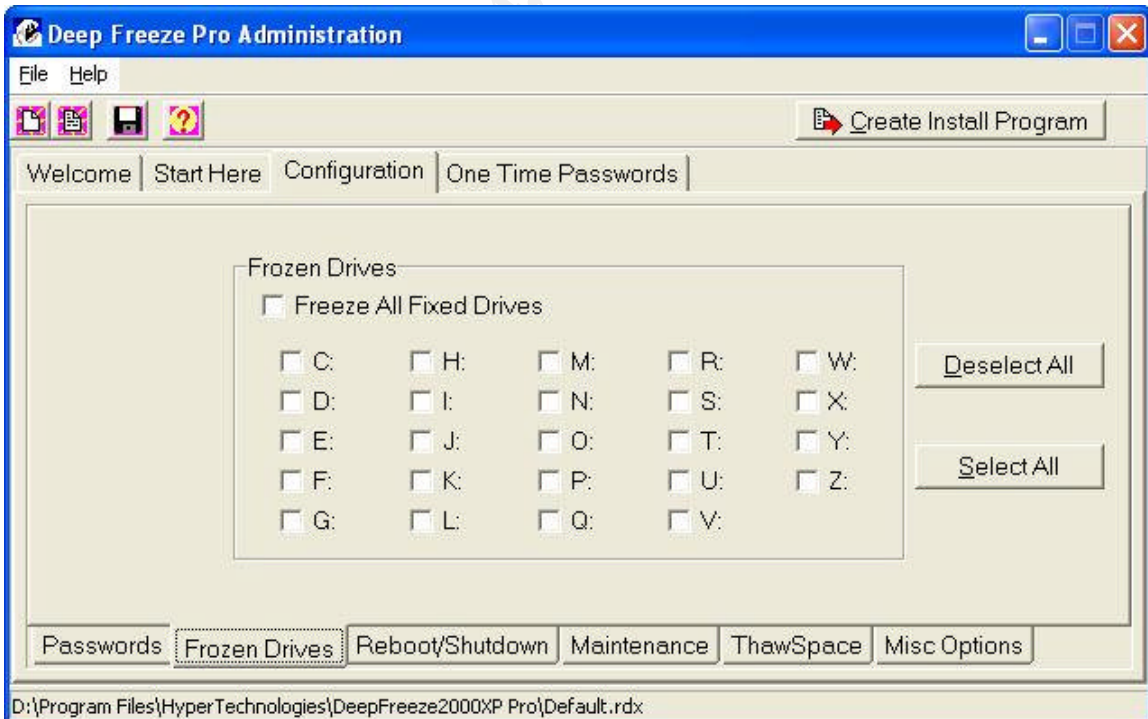 Deep Freeze Pro Administration
File Help
Create Install Program
Welcome Start Here Configuration One Time Passwords
Frozen Drives
Freeze All Fixed Drives
C: H: M: R: W:
D: I: N: S: X:
E: J: O: T: Y:
F: K: P: U: Z:
G: L: Q: V:
Deselect All
Select All
Passwords Frozen Drives Reboot/Shutdown Maintenance ThawSpace Misc Options
D:\Program Files\HyperTechnologies\DeepFreeze2000XP Pro\Default.rdx